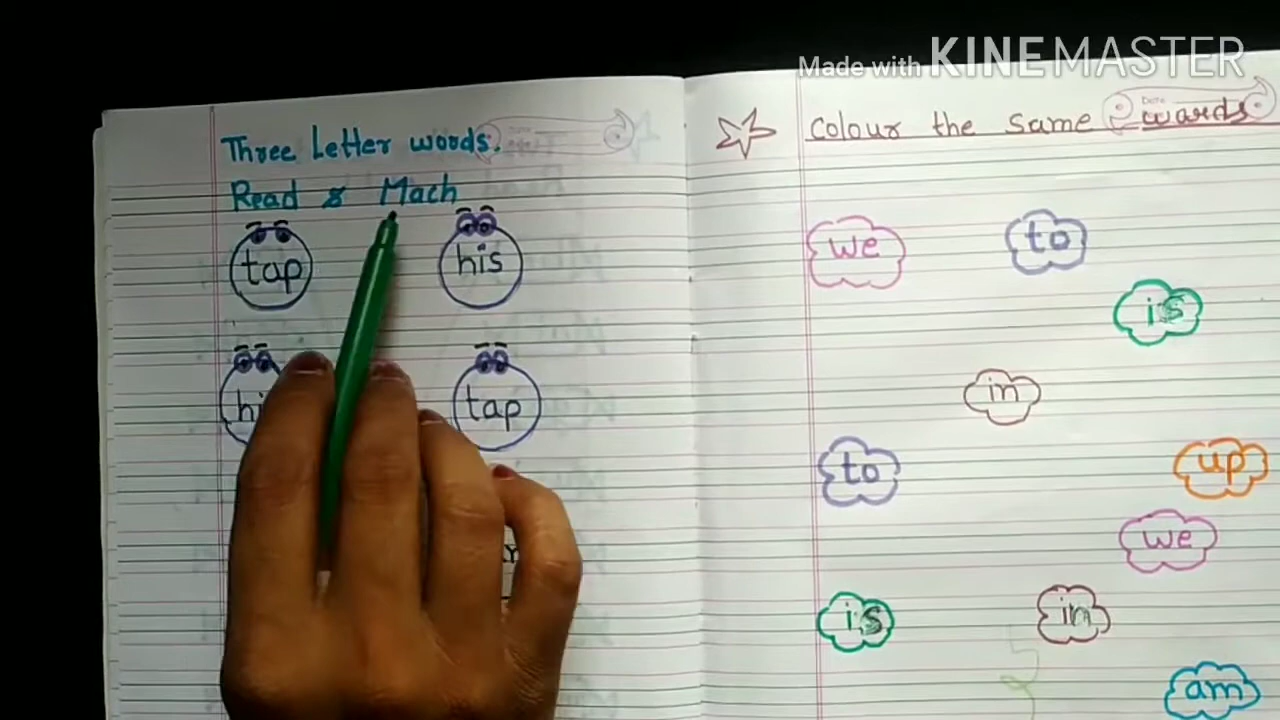 Made with KINEMASTER
Three Letter words.
Read & Mach
tap his
tap
Colour the same wards
we to
is
in
to up
we
is in
am